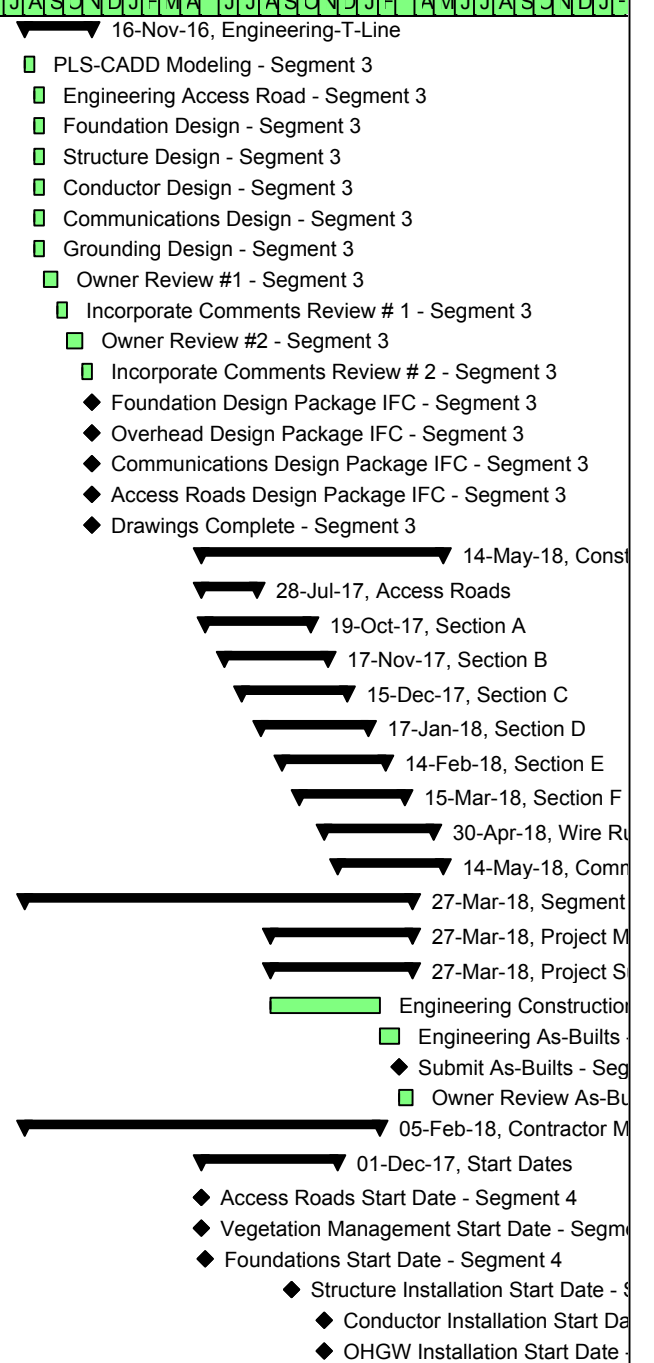 16-Nov-16, Engineering-T-Line
PLS-CADD Modeling - Segment 3
Engineering Access Road - Segment 3
Foundation Design - Segment 3
Structure Design - Segment 3
Conductor Design - Segment 3
Communications Design - Segment 3
Grounding Design - Segment 3
Owner Review #1 - Segment 3
Incorporate Comments Review # 1 - Segment 3
Owner Review #2 - Segment 3
Incorporate Comments Review # 2 - Segment 3
Foundation Design Package IFC - Segment 3
Overhead Design Package IFC - Segment 3
Communications Design Package IFC - Segment 3
Access Roads Design Package IFC - Segment 3
Drawings Complete - Segment 3
14-May-18, Const
28-Jul-17, Access Roads
19-Oct-17, Section A
17-Nov-17, Section B
15-Dec-17, Section C
17-Jan-18, Section D
14-Feb-18, Section E
15-Mar-18, Section F
30-Apr-18, Wire Ru
14-May-18, Comm
27-Mar-18, Segment
27-Mar-18, Project M
27-Mar-18, Project Su
Engineering Construction
Engineering As-Builts -
Submit As-Builts - Seg
Owner Review As-Bu
05-Feb-18, Contractor M
01-Dec-17, Start Dates
Access Roads Start Date - Segment 4
Vegetation Management Start Date - Segme
Foundations Start Date - Segment 4
Structure Installation Start Date - S
Conductor Installation Start Da
OHGW Installation Start Date -